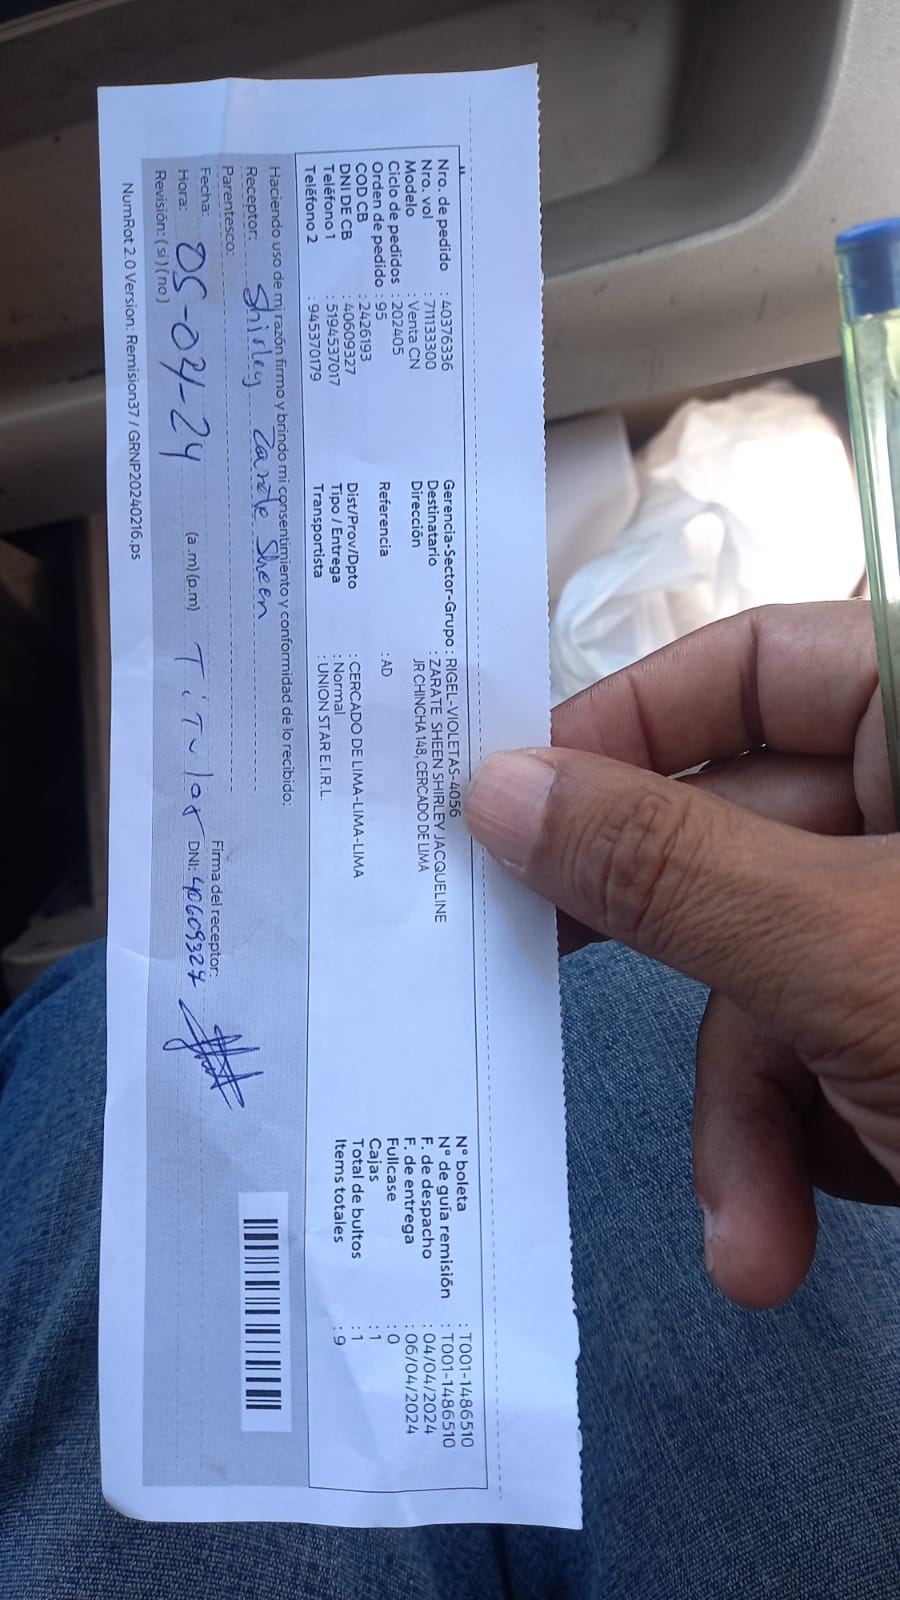 Nro. de pedido : 40376336
Nro. vol : 711133300
Modelo : Venta CN
Ciclo de pedidos : 202405
Orden de pedido : 95
COD CB : 2426193
DNI DE CB : 40609327
Teléfono 1 : 5194537017
Teléfono 2 : 945370179
Gerencia-Sector-Grupo : RIGEL-VIOLETAS-4056
Destinatario : ZARATE SHEEN SHIRLEY JACQUELINE
Dirección JR CHINCHA 148, CERCADO DE LIMA
Referencia : AD
Dist/Prov/Dpto : CERCADO DE LIMA-LIMA-LIMA
Tipo / Entrega : Normal
Transportista : UNION STAR E.I.R.L.
N° boleta : T001-1486510
N° de guía remisión : T001-1486510
F. de despacho : 04/04/2024
F. de entrega : 06/04/2024
Fullcase : 0
Cajas : 1
Total de bultos : 1
Items totales : 9
Haciendo uso de mi razón firmo y brindo mi consentimiento y conformidad de lo recibido:
Receptor: Shirley Zarate Sheen
Parentesco:
Fecha: 05-04-24 Titular
Firma del receptor:
Hora: (a.m) (p.m) DNI: 40609327
Revisión: (si) (no)
NumRot 2.0 Version: Remision37 / GRNP20240216.ps